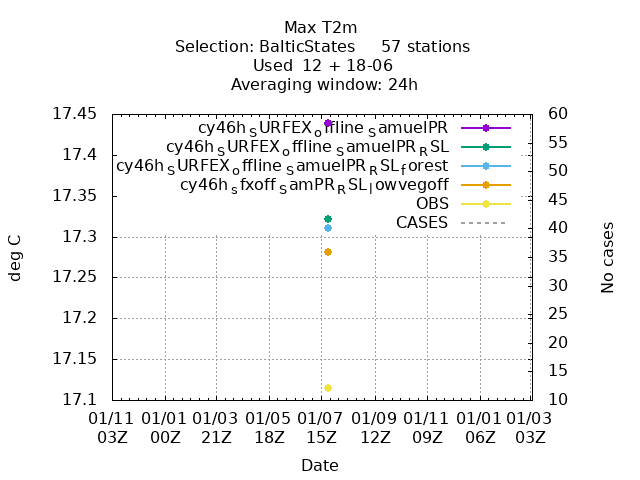 Max T2m
Selection: BalticStates 57 stations
Used 12 + 18-06
Averaging window: 24h
17.45
17.4
17.35
17.3
17.25
17.2
17.15
17.1
deg C
cy46h_SURFEX_offline_SamuelPR
cy46h_SURFEX_offline_SamuelPR_RSL
cy46h_SURFEX_offline_SamuelPR_RSL_forest
cy46h_sfxoff_SamPR_RSL_lowvegoff
OBS
CASES
60
55
50
45
40
35
30
25
20
15
10
No cases
01/11 01/01 01/03 01/05 01/07 01/09 01/11 01/01 01/03
03Z 00Z 21Z 18Z 15Z 12Z 09Z 06Z 03Z
Date